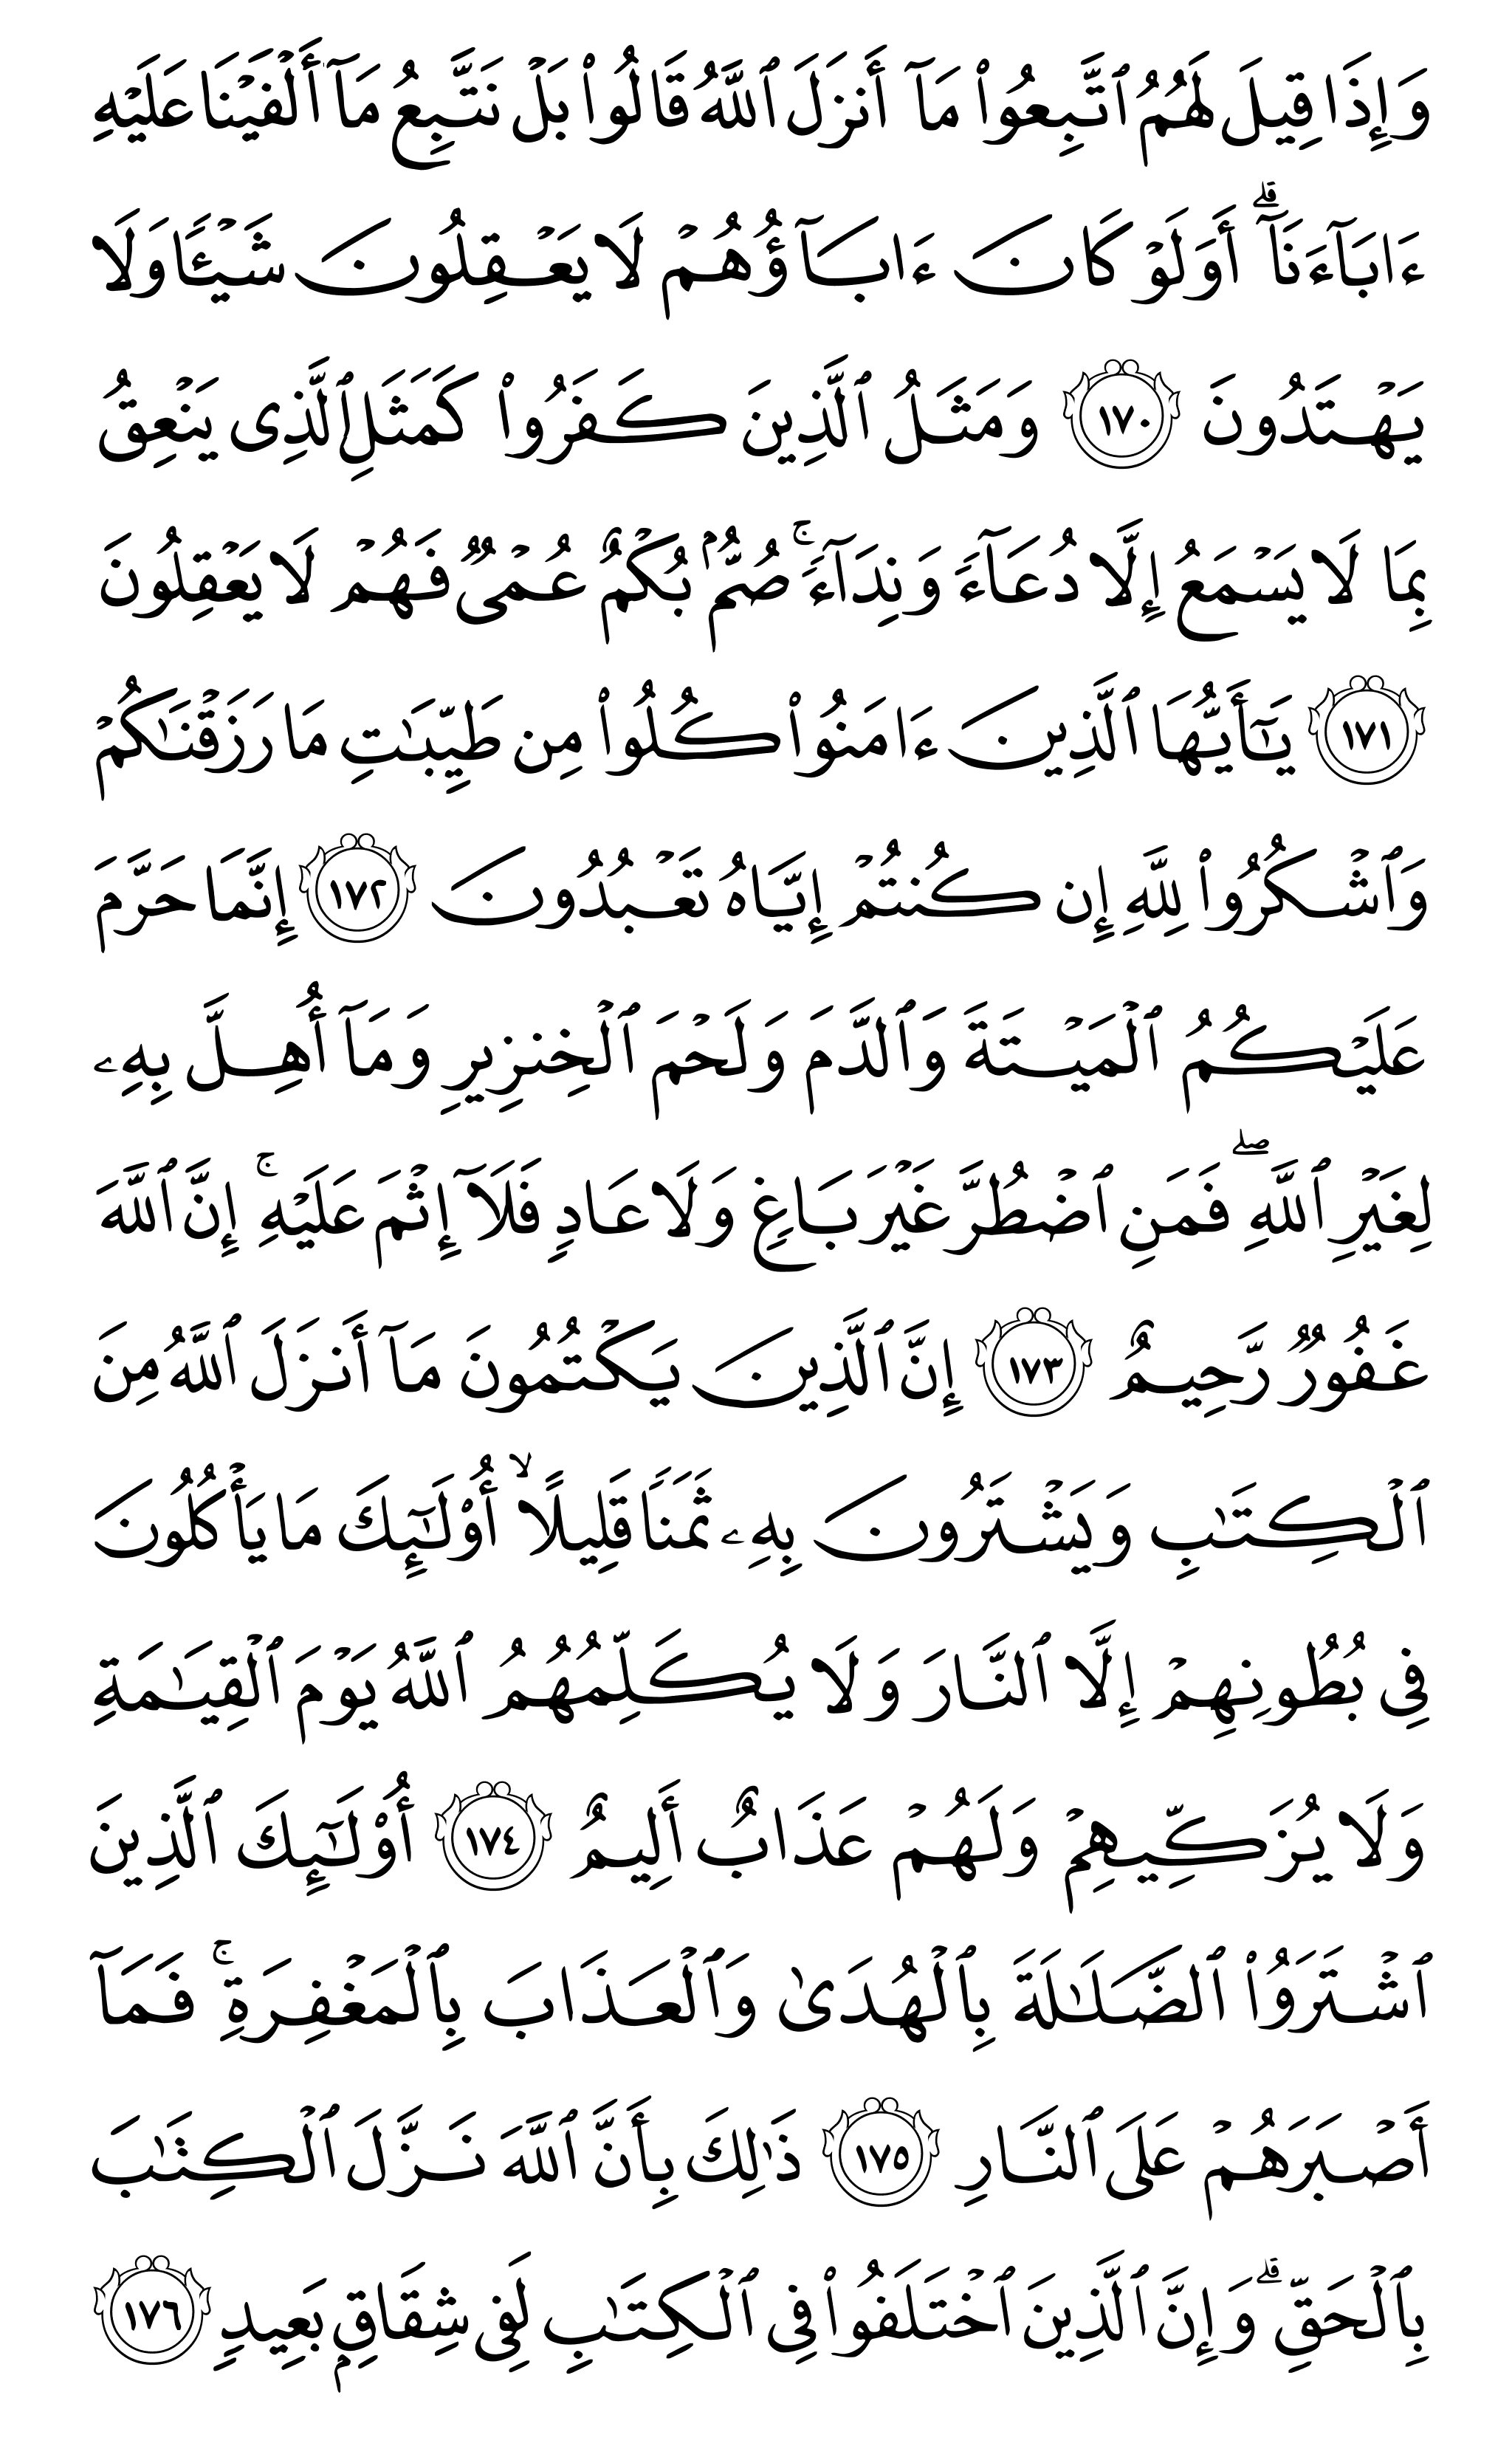 وَإِذَا قِيلَ لَهُمُ ٱتَّبِعُوا۟ مَآ أَنزَلَ ٱللَّهُ قَالُوا۟ بَلْ نَتَّبِعُ مَآ أَلْفَيْنَا عَلَيْهِ
ءَابَآءَنَآ ۗ أَوَلَوْ كَانَ ءَابَآؤُهُمْ لَا يَعْقِلُونَ شَيْـًٔا وَلَا
يَهْتَدُونَ ١٧٠ وَمَثَلُ ٱلَّذِينَ كَفَرُوا۟ كَمَثَلِ ٱلَّذِى يَنْعِقُ
بِمَا لَا يَسْمَعُ إِلَّا دُعَآءً وَنِدَآءً ۚ صُمٌّۢ بُكْمٌ عُمْىٌ فَهُمْ لَا يَعْقِلُونَ
١٧١ يَـٰٓأَيُّهَا ٱلَّذِينَ ءَامَنُوا۟ كُلُوا۟ مِن طَيِّبَـٰتِ مَا رَزَقْنَـٰكُمْ
وَٱشْكُرُوا۟ لِلَّهِ إِن كُنتُمْ إِيَّاهُ تَعْبُدُونَ ١٧٢ إِنَّمَا حَرَّمَ
عَلَيْكُمُ ٱلْمَيْتَةَ وَٱلدَّمَ وَلَحْمَ ٱلْخِنزِيرِ وَمَآ أُهِلَّ بِهِۦ
لِغَيْرِ ٱللَّهِ ۖ فَمَنِ ٱضْطُرَّ غَيْرَ بَاغٍ وَلَا عَادٍ فَلَآ إِثْمَ عَلَيْهِ ۚ إِنَّ ٱللَّهَ
غَفُورٌ رَّحِيمٌ ١٧٣ إِنَّ ٱلَّذِينَ يَكْتُمُونَ مَآ أَنزَلَ ٱللَّهُ مِنَ
ٱلْكِتَـٰبِ وَيَشْتَرُونَ بِهِۦ ثَمَنًا قَلِيلًا ۙ أُو۟لَـٰٓئِكَ مَا يَأْكُلُونَ
فِى بُطُونِهِمْ إِلَّا ٱلنَّارَ وَلَا يُكَلِّمُهُمُ ٱللَّهُ يَوْمَ ٱلْقِيَـٰمَةِ
وَلَا يُزَكِّيهِمْ وَلَهُمْ عَذَابٌ أَلِيمٌ ١٧٤ أُو۟لَـٰٓئِكَ ٱلَّذِينَ
ٱشْتَرَوُا۟ ٱلضَّلَـٰلَةَ بِٱلْهُدَىٰ وَٱلْعَذَابَ بِٱلْمَغْفِرَةِ ۚ فَمَآ
أَصْبَرَهُمْ عَلَى ٱلنَّارِ ١٧٥ ذَٰلِكَ بِأَنَّ ٱللَّهَ نَزَّلَ ٱلْكِتَـٰبَ
بِٱلْحَقِّ ۗ وَإِنَّ ٱلَّذِينَ ٱخْتَلَفُوا۟ فِى ٱلْكِتَـٰبِ لَفِى شِقَاقٍۭ بَعِيدٍ ١٧٦